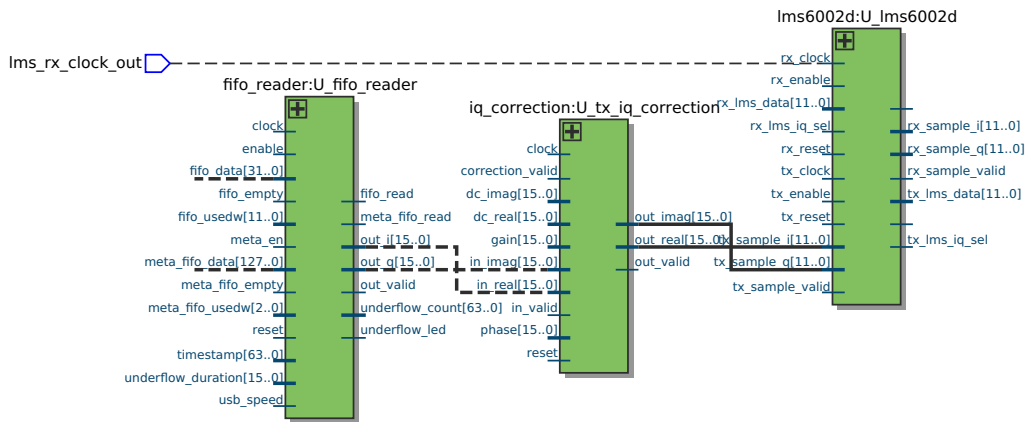 lms_rx_clock_out
fifo_reader:U_fifo_reader
clock
enable
fifo_data[31..0]
fifo_empty
fifo_usedw[11..0]
meta_en
meta_fifo_data[127..0]
meta_fifo_empty
meta_fifo_usedw[2..0]
reset
timestamp[63..0]
underflow_duration[15..0]
usb_speed
fifo_read
meta_fifo_read
out_i[15..0]
out_q[15..0]
out_valid
underflow_count[63..0]
underflow_led
iq_correction:U_tx_iq_correction
clock
correction_valid
dc_imag[15..0]
dc_real[15..0]
gain[15..0]
in_imag[15..0]
in_real[15..0]
in_valid
phase[15..0]
reset
out_imag[15..0]
out_real[15..0]
out_valid
lms6002d:U_lms6002d
rx_clock
rx_enable
rx_lms_data[11..0]
rx_lms_iq_sel
rx_reset
tx_clock
tx_enable
tx_reset
tx_sample_i[11..0]
tx_sample_q[11..0]
tx_sample_valid
rx_sample_i[11..0]
rx_sample_q[11..0]
rx_sample_valid
tx_lms_data[11..0]
tx_lms_iq_sel